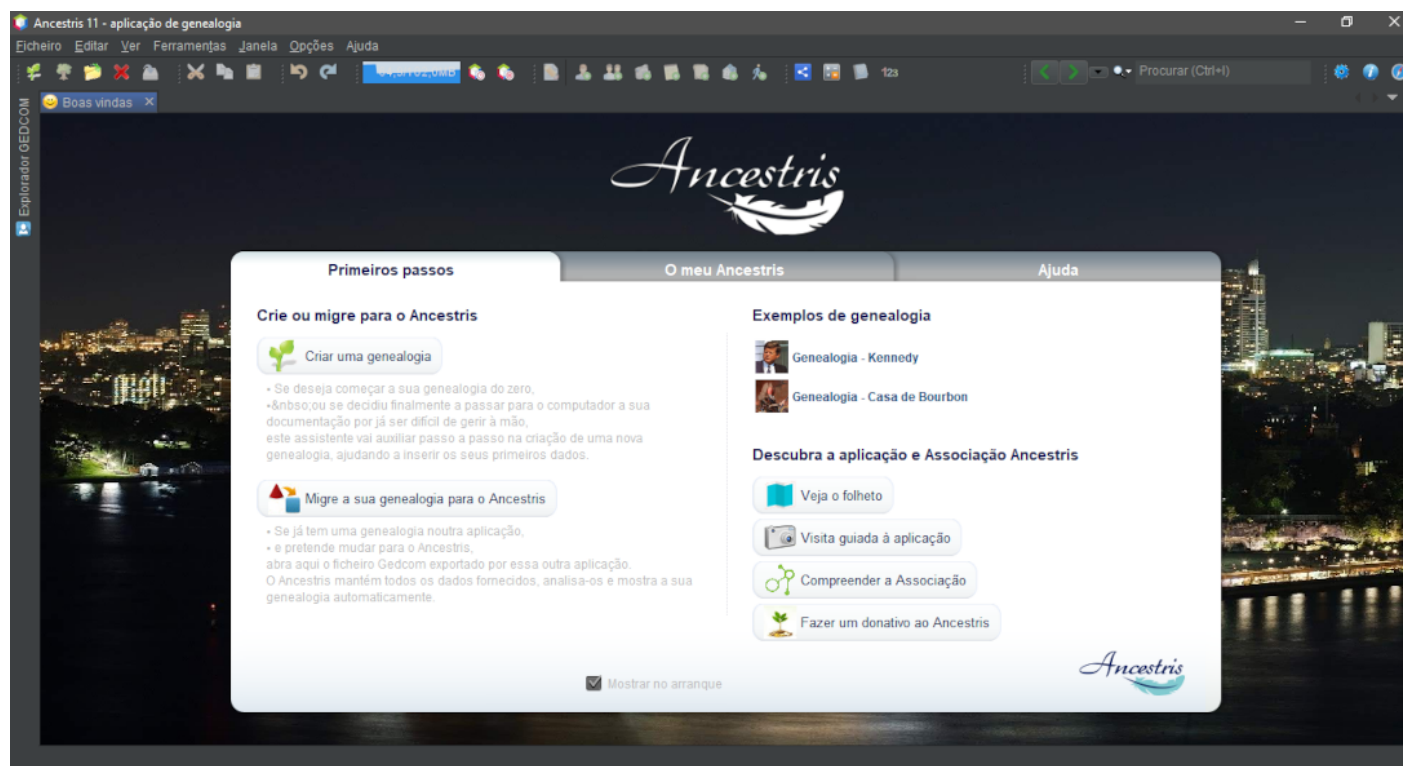 Ancestris 11 - aplicação de genealogia
Ficheiro Editar Ver Ferramentas Janela Opções Ajuda
123
Procurar (Ctrl+I)
Boas vindas
Explorador GEDCOM
Ancestris
Primeiros passos
O meu Ancestris
Ajuda
Crie ou migre para o Ancestris
Criar uma genealogia
• Se deseja começar a sua genealogia do zero,
•&nbso;ou se decidiu finalmente a passar para o computador a sua
documentação por já ser difícil de gerir à mão,
este assistente vai auxiliar passo a passo na criação de uma nova
genealogia, ajudando a inserir os seus primeiros dados.
Migre a sua genealogia para o Ancestris
• Se já tem uma genealogia noutra aplicação,
• e pretende mudar para o Ancestris,
abra aqui o ficheiro Gedcom exportado por essa outra aplicação.
O Ancestris mantém todos os dados fornecidos, analisa-os e mostra a sua
genealogia automaticamente.
Exemplos de genealogia
Genealogia - Kennedy
Genealogia - Casa de Bourbon
Descubra a aplicação e Associação Ancestris
Veja o folheto
Visita guiada à aplicação
Compreender a Associação
Fazer um donativo ao Ancestris
Ancestris
Mostrar no arranque